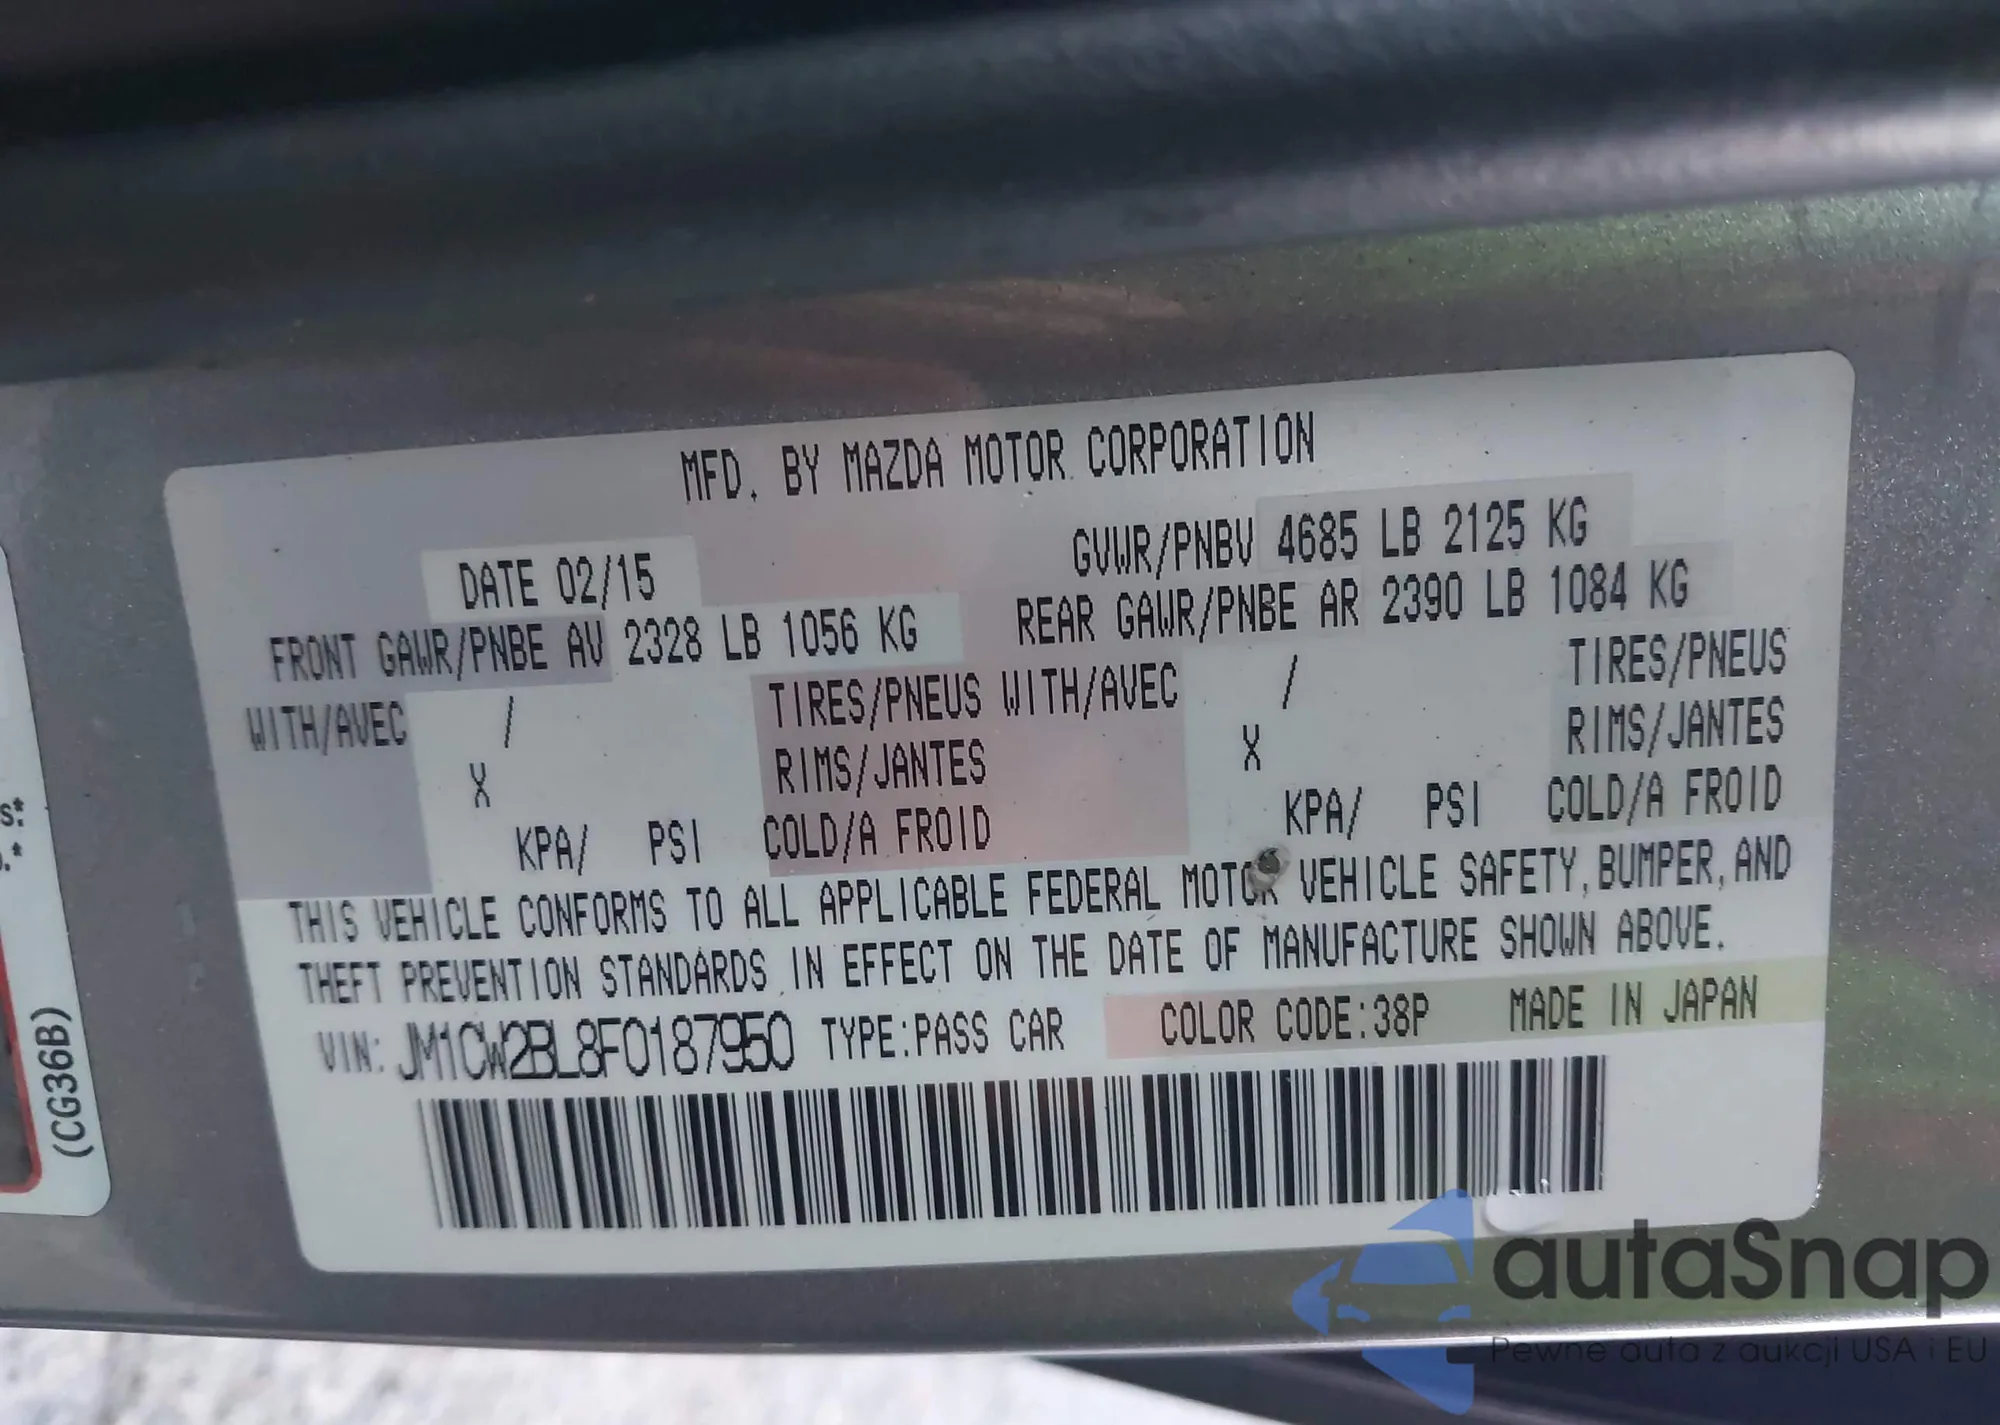 MFD. BY MAZDA MOTOR CORPORATION
DATE 02/15 GVWR/PNBV 4685 LB 2125 KG
FRONT GAWR/PNBE AV 2328 LB 1056 KG REAR GAWR/PNBE AR 2390 LB 1084 KG
WITH/AVEC / TIRES/PNEUS WITH/AVEC / TIRES/PNEUS
X RIMS/JANTES X RIMS/JANTES
KPA/ PSI COLD/A FROID KPA/ PSI COLD/A FROID
THIS VEHICLE CONFORMS TO ALL APPLICABLE FEDERAL MOTOR VEHICLE SAFETY, BUMPER, AND
THEFT PREVENTION STANDARDS IN EFFECT ON THE DATE OF MANUFACTURE SHOWN ABOVE.
VIN: JM1CW2BL8F0187950 TYPE:PASS CAR COLOR CODE:38P MADE IN JAPAN
(CG36B)
autaSnap
Pewne auta z aukcji USA i EU